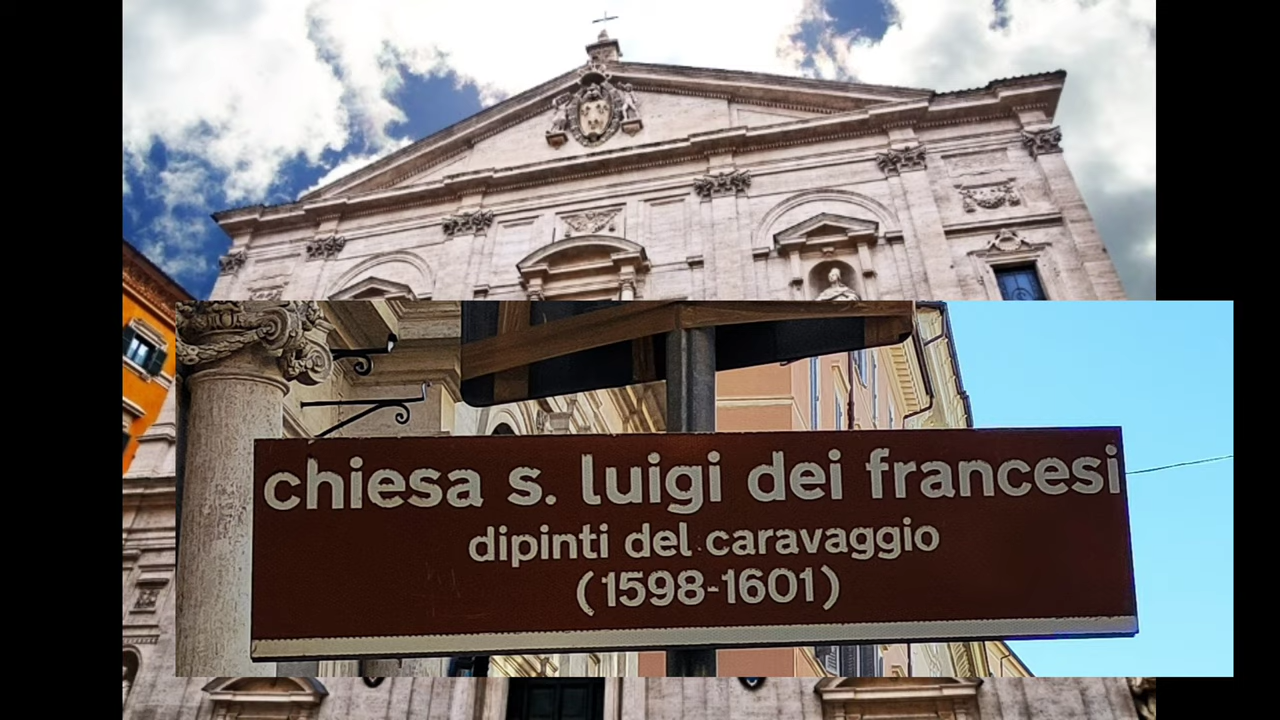 chiesa s. luigi dei francesi
dipinti del caravaggio
(1598-1601)